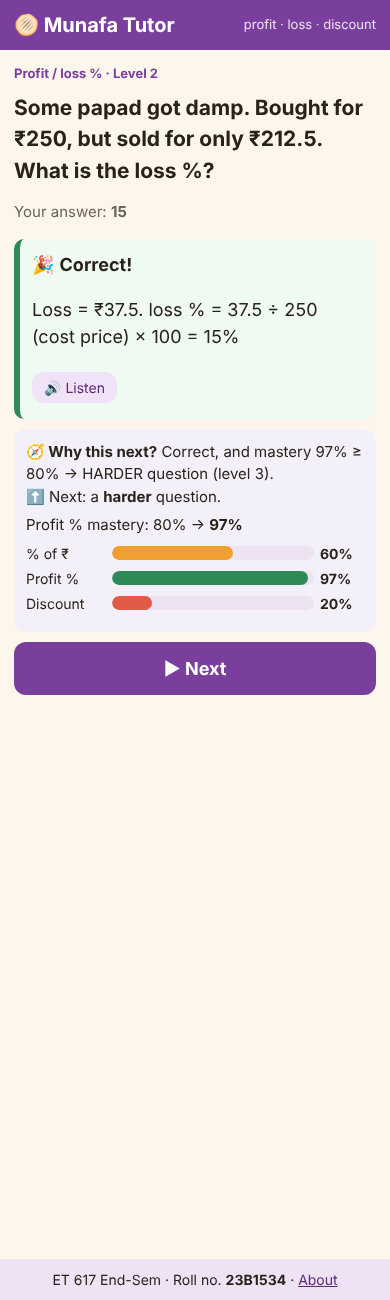 Munafa Tutor
profit · loss · discount
Profit / loss % · Level 2
Some papad got damp. Bought for
₹250, but sold for only ₹212.5.
What is the loss %?
Your answer: 15
🎉 Correct!
Loss = ₹37.5. loss % = 37.5 ÷ 250
(cost price) × 100 = 15%
🔊 Listen
🧭 Why this next? Correct, and mastery 97% ≥
80% → HARDER question (level 3).
⬆️ Next: a harder question.
Profit % mastery: 80% → 97%
% of ₹ 60%
Profit % 97%
Discount 20%
▶ Next
ET 617 End-Sem · Roll no. 23B1534 · About